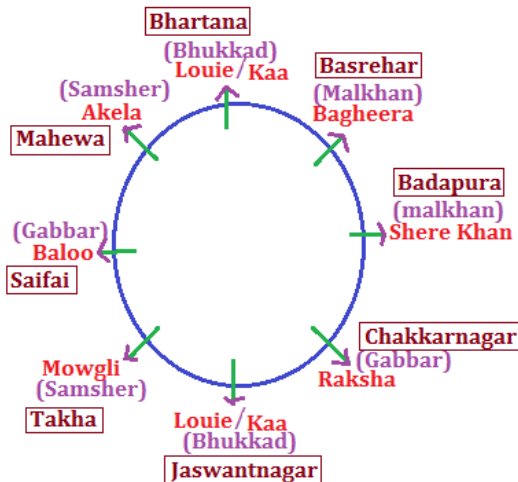 Bhartana
(Bhukkad)
Louie/Kaa
Basrehar
(Malkhan)
Bagheera
(Samsher)
Akela
Mahewa
Badapura
(malkhan)
Shere Khan
(Gabbar)
Baloo
Saifai
Chakkarnagar
(Gabbar)
Raksha
Mowgli
(Samsher)
Takha
Louie/Kaa
(Bhukkad)
Jaswantnagar